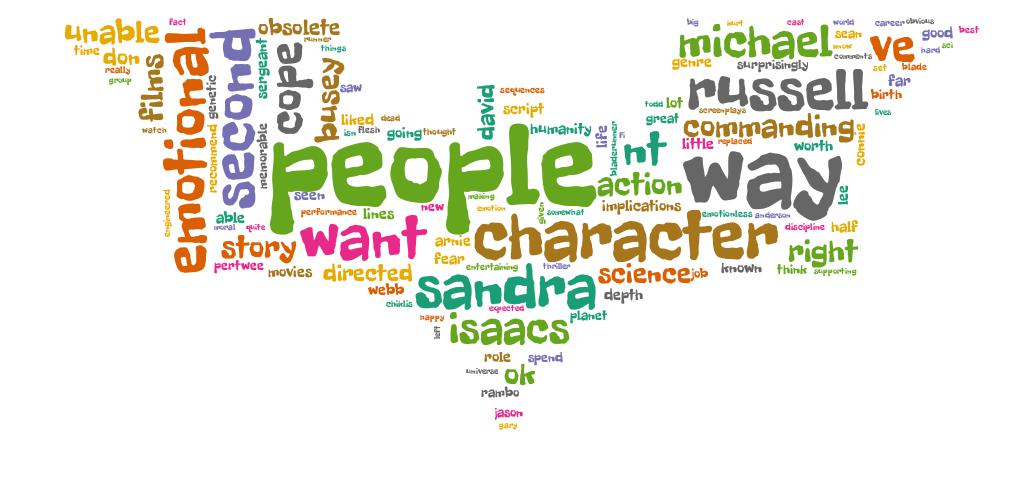 fact
unable
time
don
really
group
films
watch
emotional
genetic
recommend
engineered
second
sergeant
memorable
obsolete
runner
cope
things
busey
saw
liked
dead
isn
flesh
going
thought
david
sequences
script
humanity
life
bladerunner
Fi
big
hurt
cast
world
career
obvious
michael
sean
know
comments
ve
good
best
hard
sci
genre
surprisingly
set
blade
far
birth
russell
todd
lot
screenplays
great
commanding
lives
little
replaced
worth
connie
people
nt
action
way
lee
seen
making
implications
able
moral
quite
performance
lines
new
emotion
given
somewhat
emotionless
anderson
discipline
half
story
want
arnie
character
right
pertwee
movies
directed
fear
entertaining
thriller
science
job
known
think
supporting
webb
sandra
depth
chiklis
expected
happy
left
isaacs
planet
role
spend
universe
ok
rambo
jason
gary